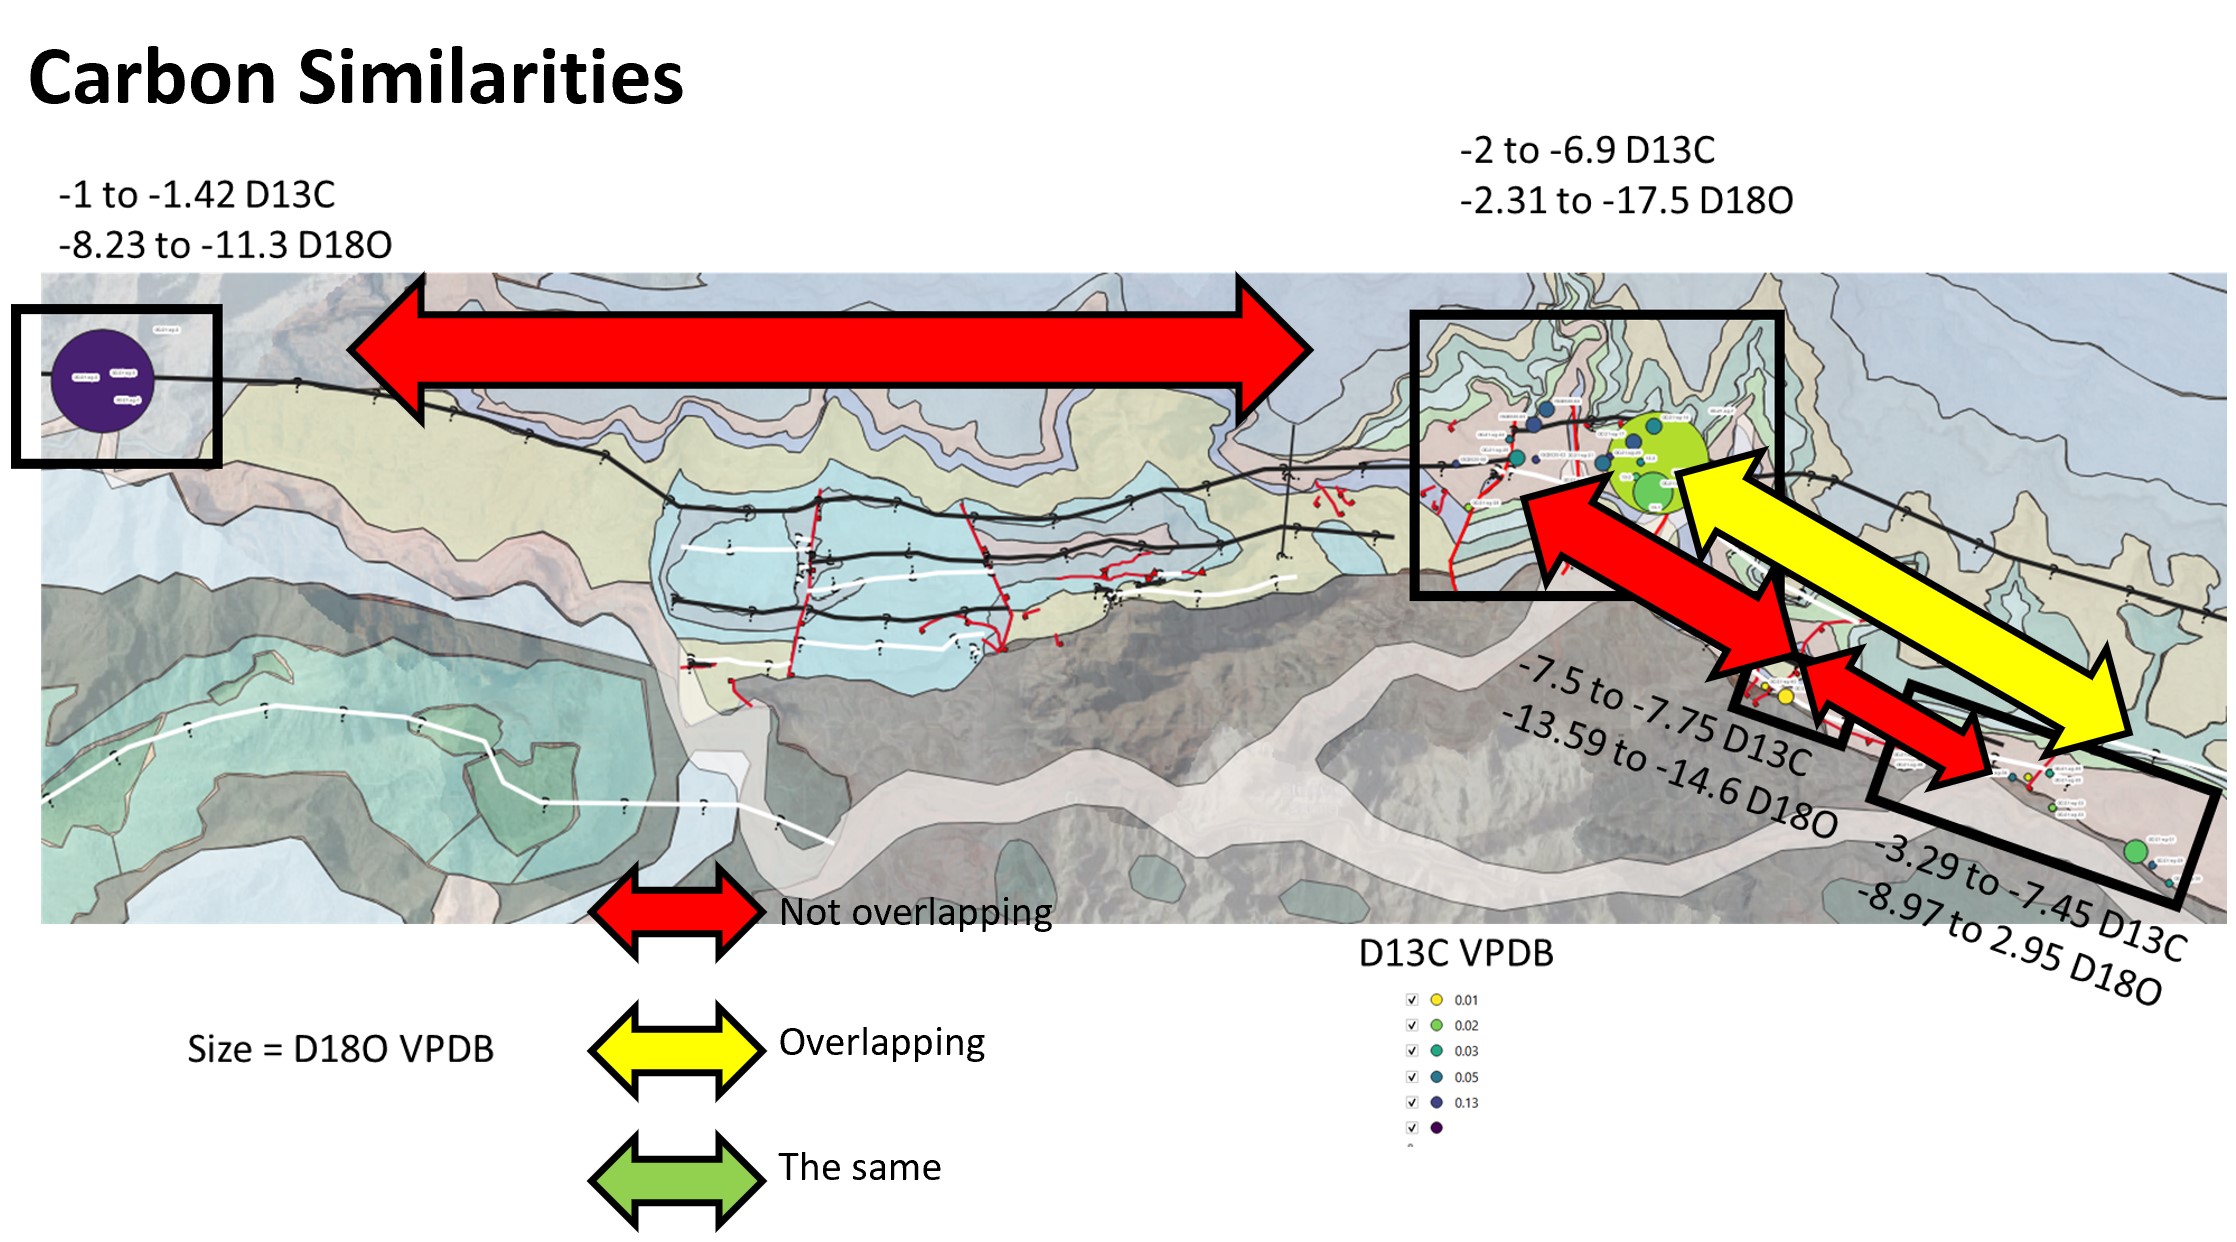 Carbon Similarities
-1 to -1.42 D13C
-8.23 to -11.3 D18O
-2 to -6.9 D13C
-2.31 to -17.5 D18O
-7.5 to -7.75 D13C
-13.59 to -14.6 D18O
-3.29 to -7.45 D13C
-8.97 to 2.95 D18O
Not overlapping
Overlapping
The same
Size = D18O VPDB
D13C VPDB
0.01
0.02
0.03
0.05
0.13